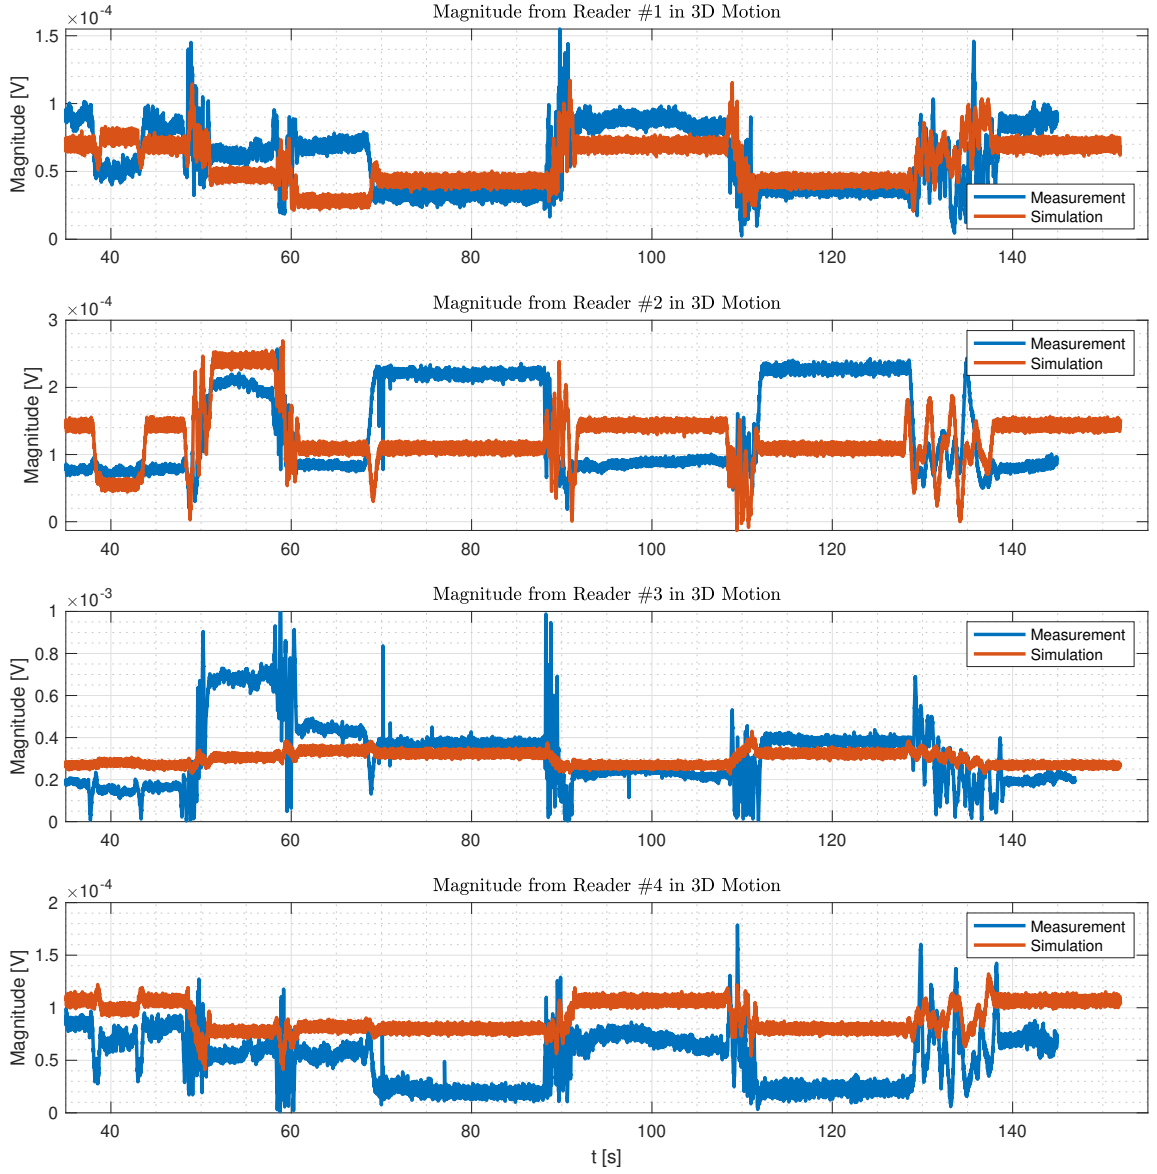 Magnitude from Reader #1 in 3D Motion
×10⁻⁴
1.5
1
0.5
0
Magnitude [V]
Measurement
Simulation
40 60 80 100 120 140
Magnitude from Reader #2 in 3D Motion
×10⁻⁴
3
2
1
0
Magnitude [V]
Measurement
Simulation
40 60 80 100 120 140
Magnitude from Reader #3 in 3D Motion
×10⁻³
1
0.8
0.6
0.4
0.2
0
Magnitude [V]
Measurement
Simulation
40 60 80 100 120 140
Magnitude from Reader #4 in 3D Motion
×10⁻⁴
2
1.5
1
0.5
0
Magnitude [V]
Measurement
Simulation
40 60 80 100 120 140
t [s]